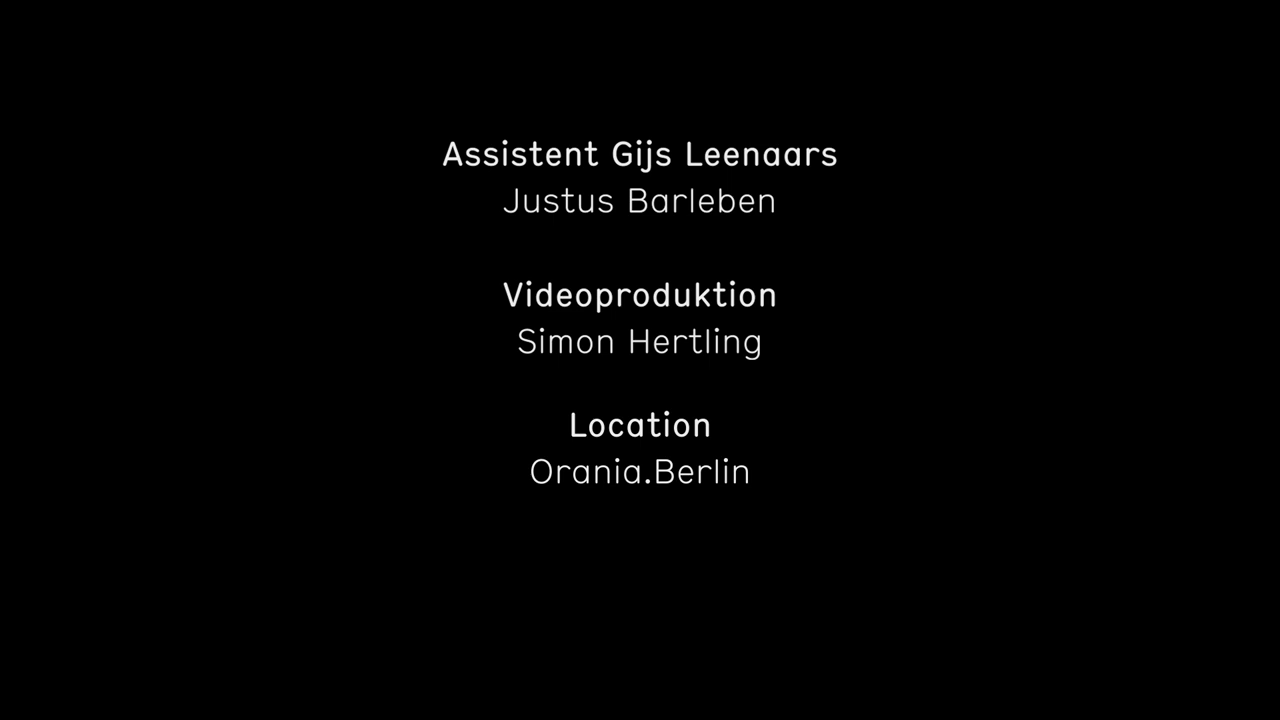 Assistent Gijs Leenaars
Justus Barleben
Videoproduktion
Simon Hertling
Location
Orania.Berlin